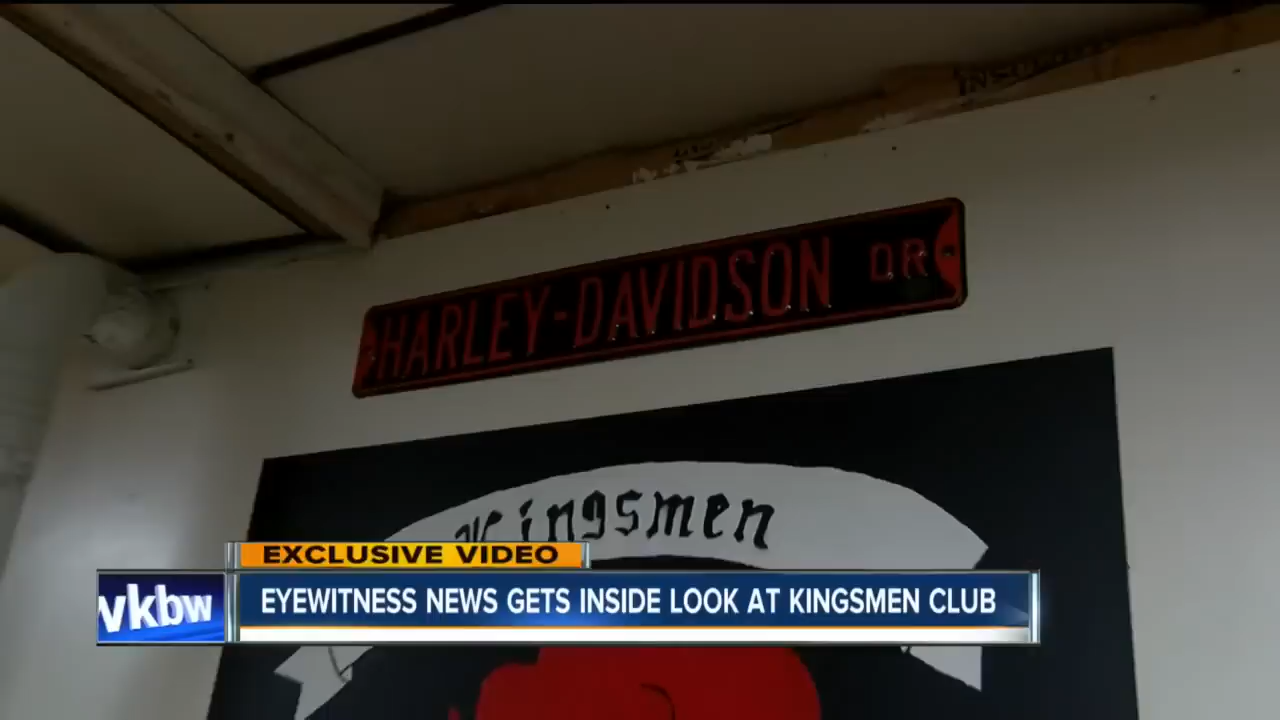 HARLEY-DAVIDSON DR
Kingsmen
EXCLUSIVE VIDEO
wkbw
EYEWITNESS NEWS GETS INSIDE LOOK AT KINGSMEN CLUB